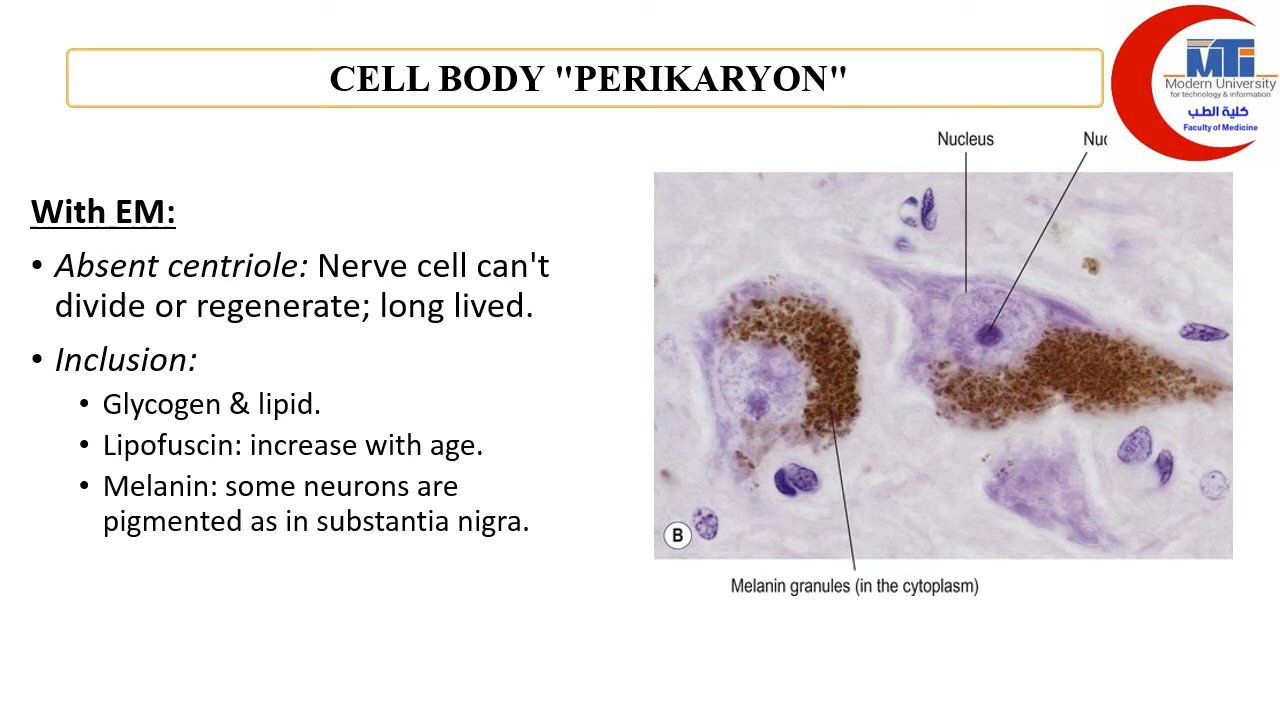 CELL BODY "PERIKARYON"
MTi
Modern University
for technology & information
كلية الطب
Faculty of Medicine
With EM:
• Absent centriole: Nerve cell can't
divide or regenerate; long lived.
• Inclusion:
• Glycogen & lipid.
• Lipofuscin: increase with age.
• Melanin: some neurons are
pigmented as in substantia nigra.
Nucleus
B
Melanin granules (in the cytoplasm)